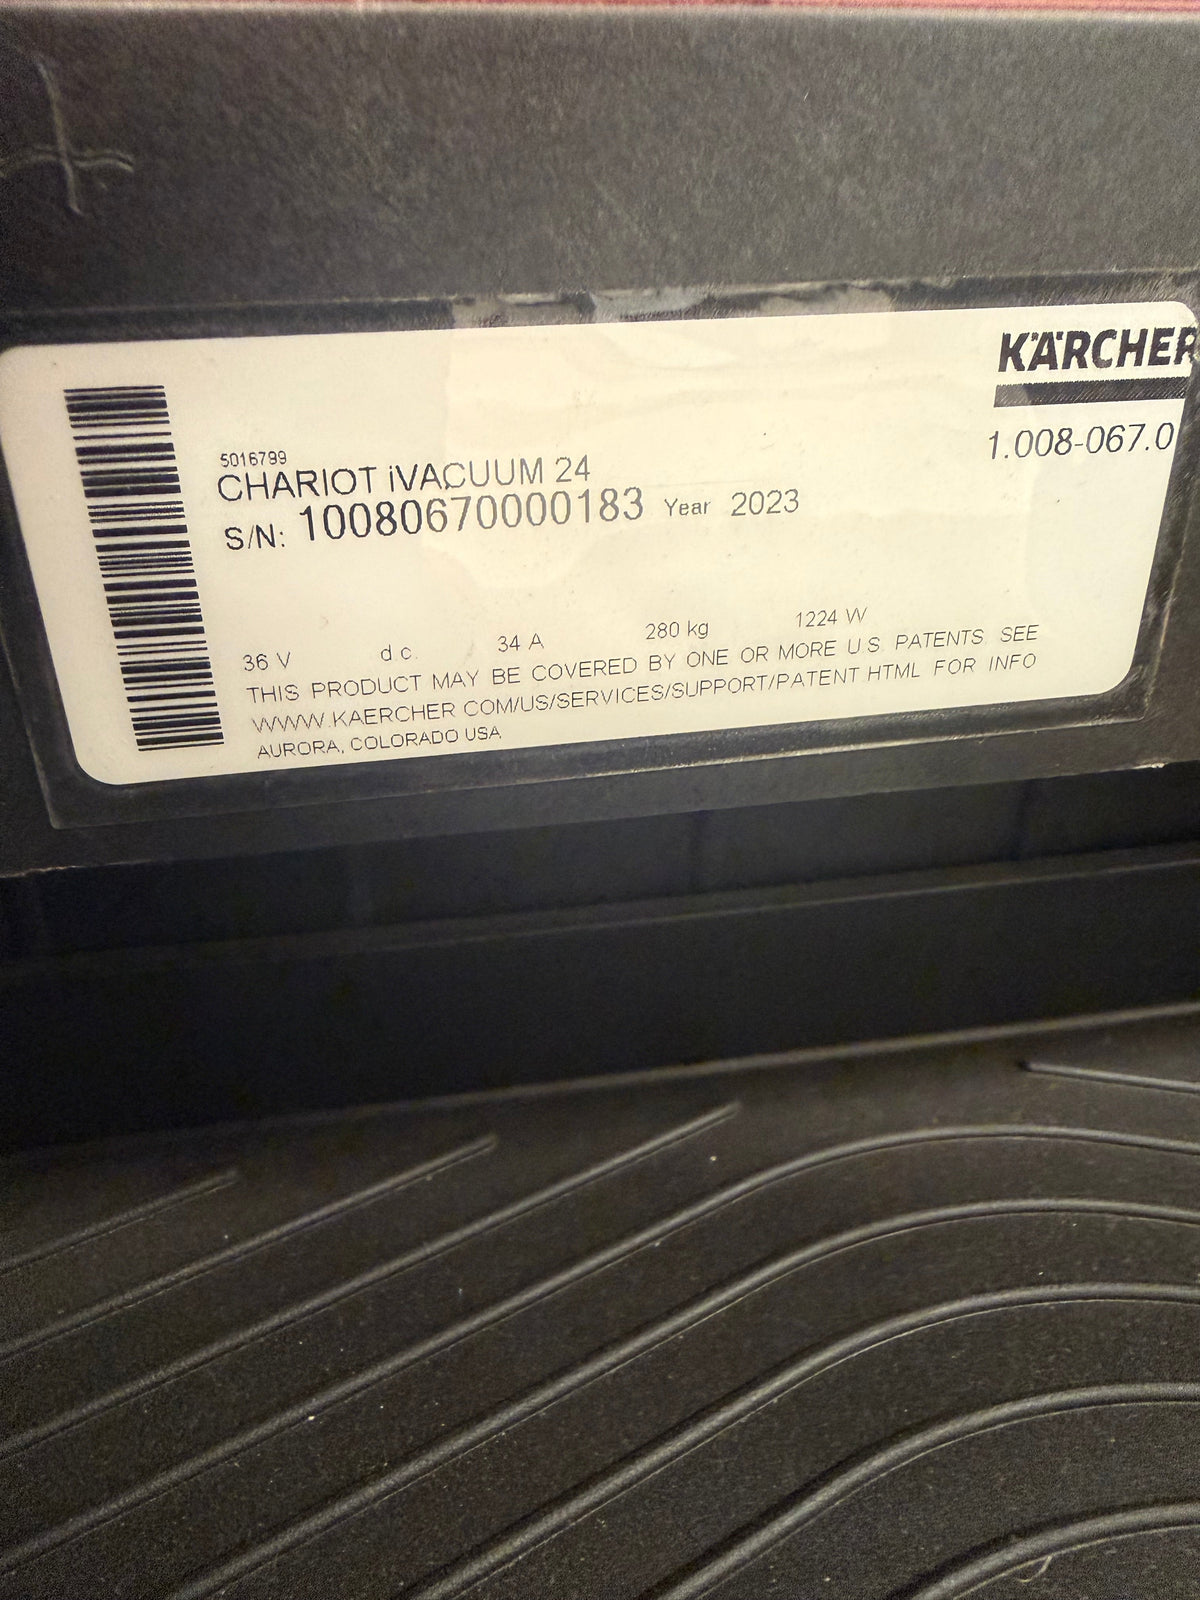 KÄRCHER
1.008-067.0
5016799
CHARIOT iVACUUM 24
S/N: 10080670000183 Year 2023
36 V d.c. 34 A 280 kg 1224 W
THIS PRODUCT MAY BE COVERED BY ONE OR MORE U.S. PATENTS. SEE
WWW.KAERCHER.COM/US/SERVICES/SUPPORT/PATENT.HTML FOR INFO
AURORA, COLORADO USA